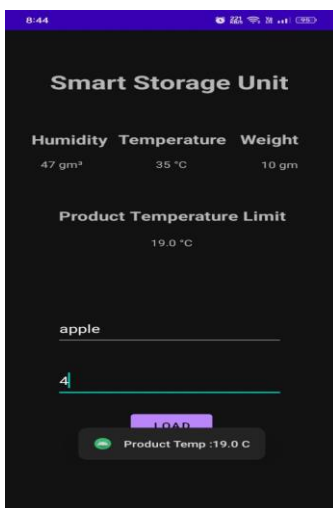 8:44
95
Smart Storage Unit
Humidity Temperature Weight
47 gm³ 35 °C 10 gm
Product Temperature Limit
19.0 °C
apple
4
LOAD
Product Temp :19.0 C